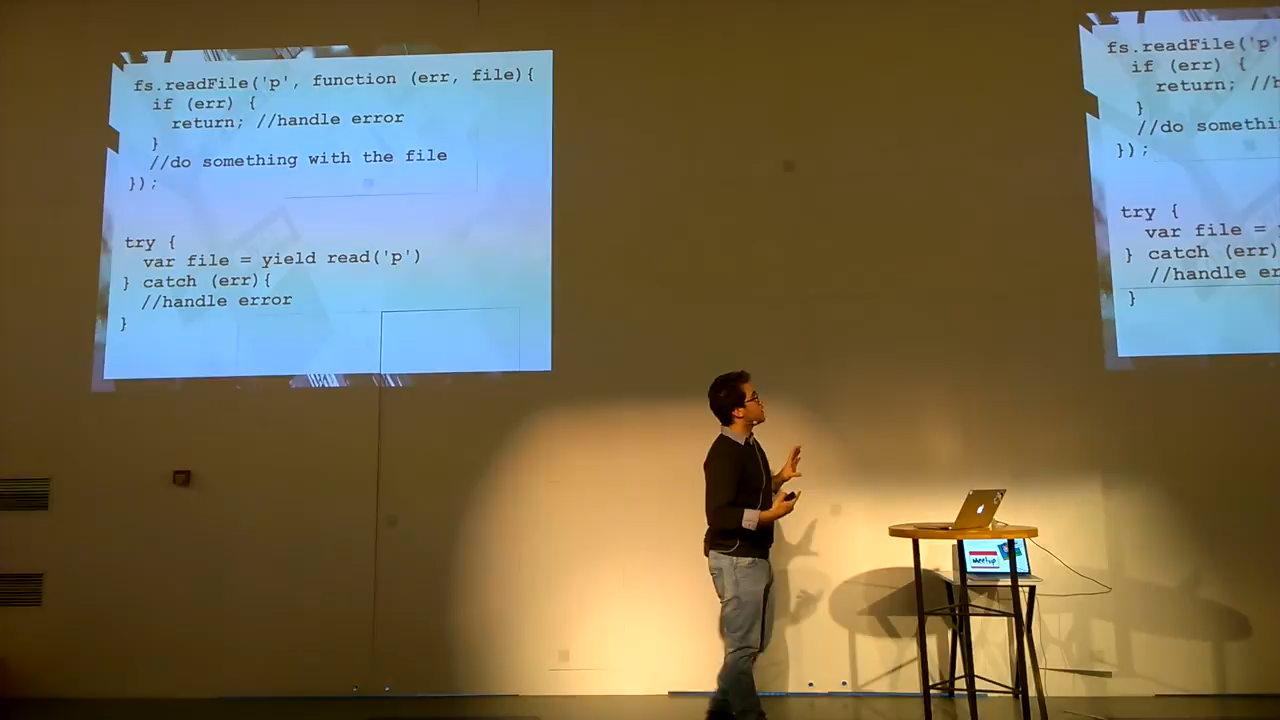 fs.readFile('p', function (err, file){
if (err) {
return; //handle error
}
//do something with the file
});
try {
var file = yield read('p')
} catch (err){
//handle error
}
fs.readFile('p'
if (err) {
return; //h
}
//do somethi
});
try {
var file =
} catch (err)
//handle er
}
Meetup